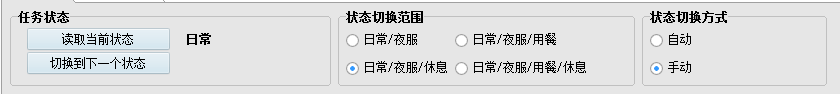 任务状态
读取当前状态 日常
切换到下一个状态
状态切换范围
日常/夜服 日常/夜服/用餐
日常/夜服/休息 日常/夜服/用餐/休息
状态切换方式
自动
手动